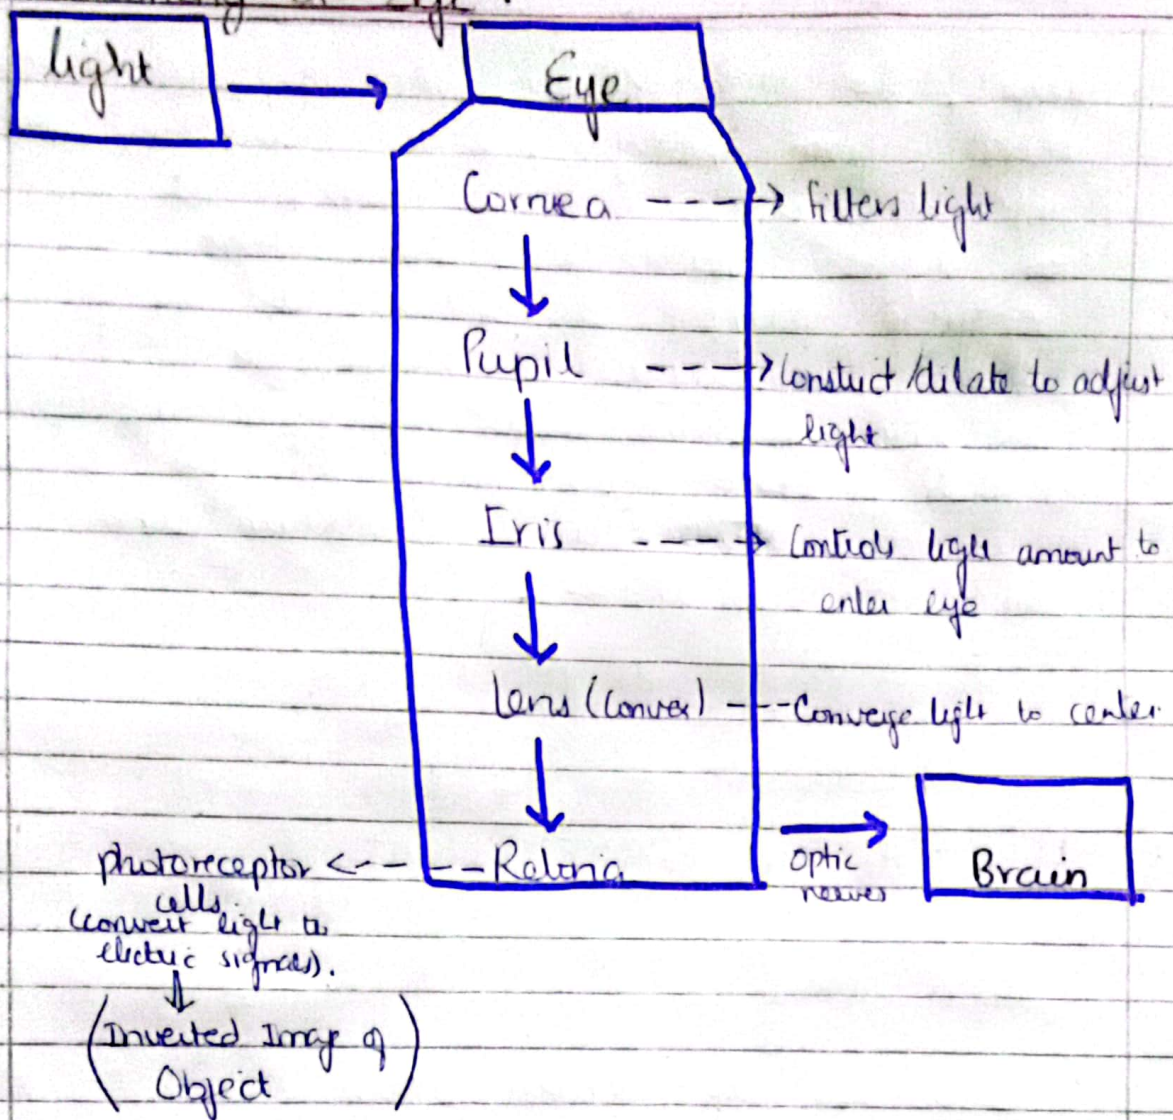 of Eye
light
Eye
Cornea
filters light
Pupil
Constrict/dilate to adjust
light
Iris
Controls light amount to
enter eye
lens (Convex)
Converge light to center.
Retina
photoreceptor
cells
(convert light to
electric signals).
(Inverted Image of
Object)
optic
nerves
Brain